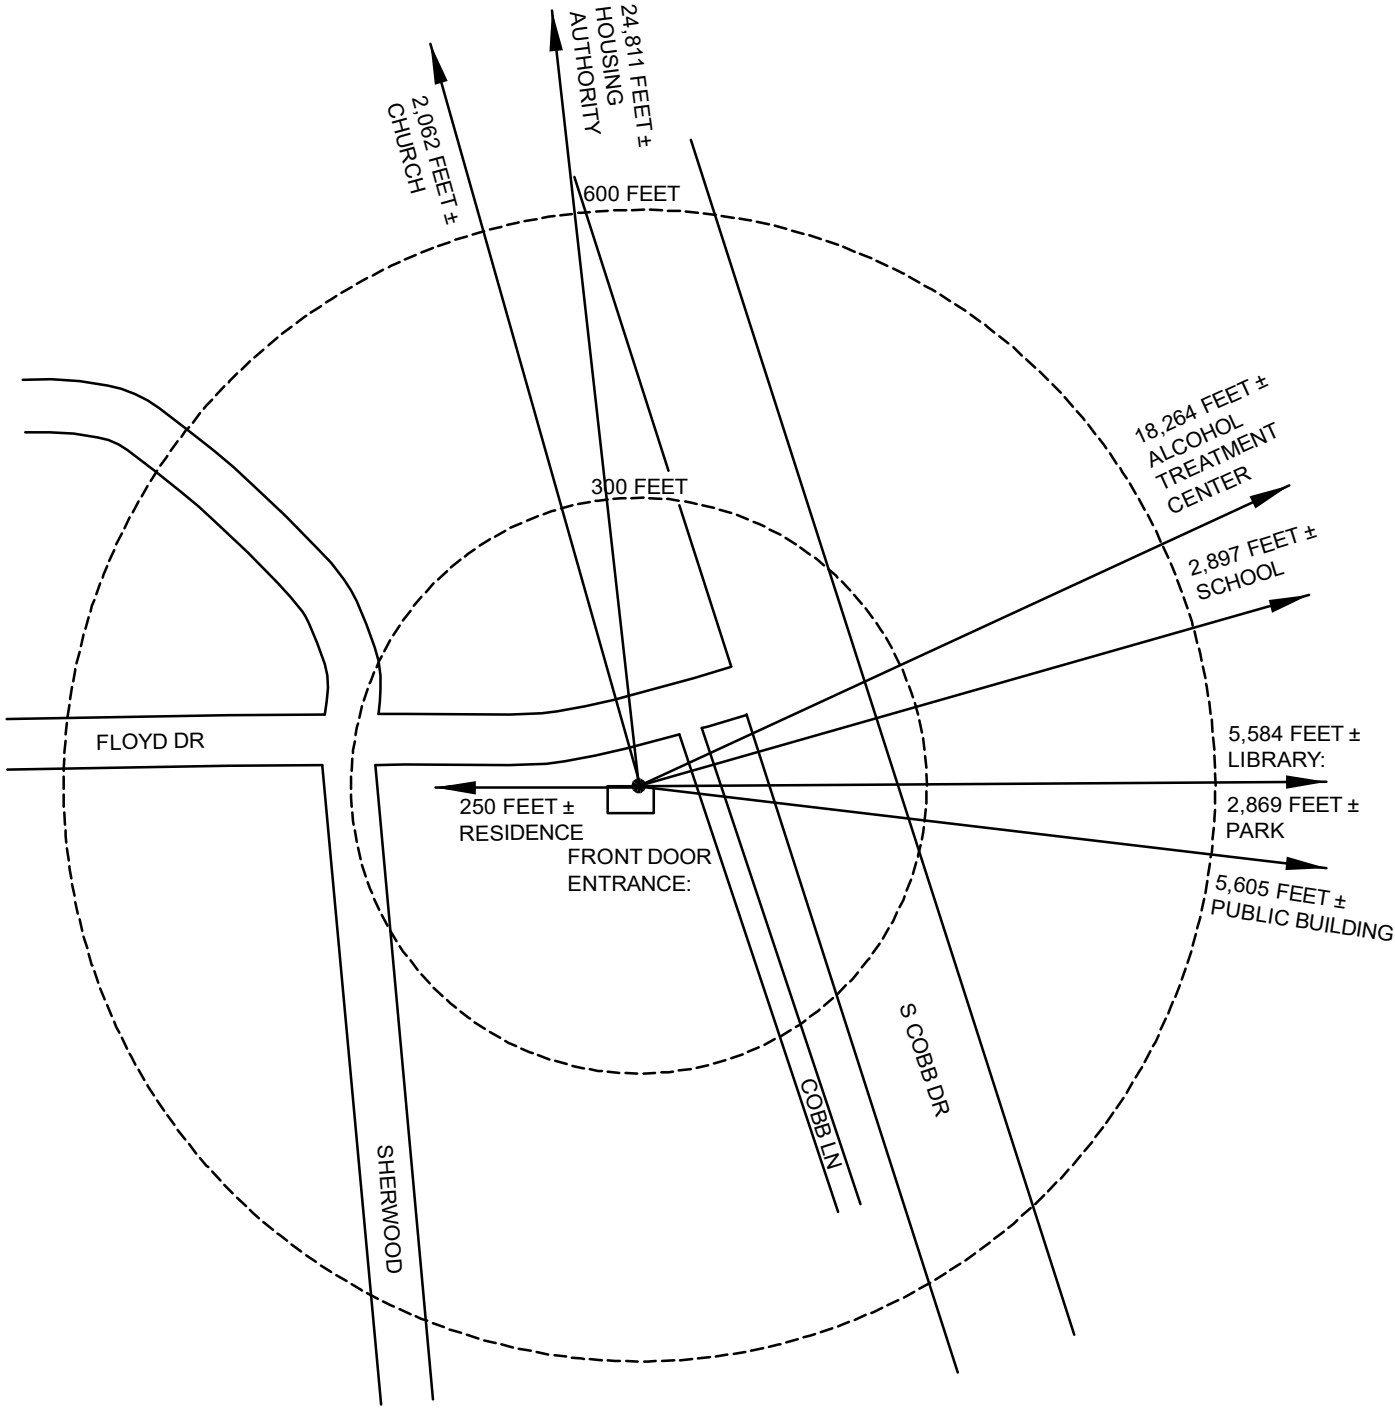 24,811 FEET ±
HOUSING
AUTHORITY
2,062 FEET ±
CHURCH
600 FEET
300 FEET
18,264 FEET ±
ALCOHOL
TREATMENT
CENTER
2,897 FEET ±
SCHOOL
FLOYD DR
5,584 FEET ±
LIBRARY:
2,869 FEET ±
PARK
250 FEET ±
RESIDENCE
FRONT DOOR
ENTRANCE:
5,605 FEET ±
PUBLIC BUILDING
S COBB DR
COBB LN
SHERWOOD